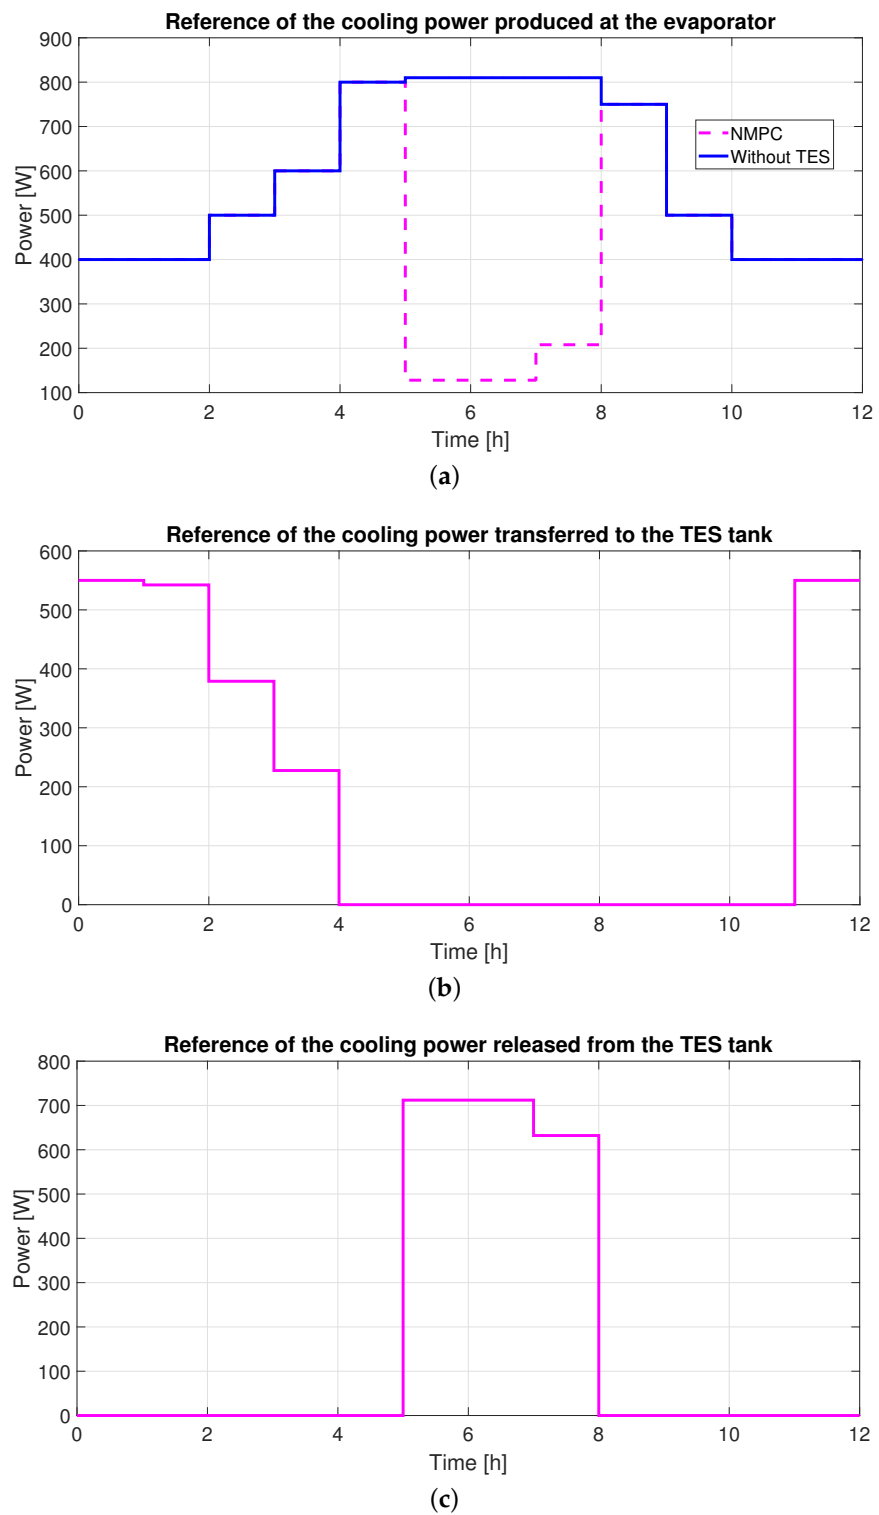 Reference of the cooling power produced at the evaporator
900
800
700
600
500
400
300
200
100
Power [W]
NMPC
Without TES
0 2 4 6 8 10 12
Time [h]
(a)
Reference of the cooling power transferred to the TES tank
600
500
400
300
200
100
0
Power [W]
0 2 4 6 8 10 12
Time [h]
(b)
Reference of the cooling power released from the TES tank
800
700
600
500
400
300
200
100
0
Power [W]
0 2 4 6 8 10 12
Time [h]
(c)